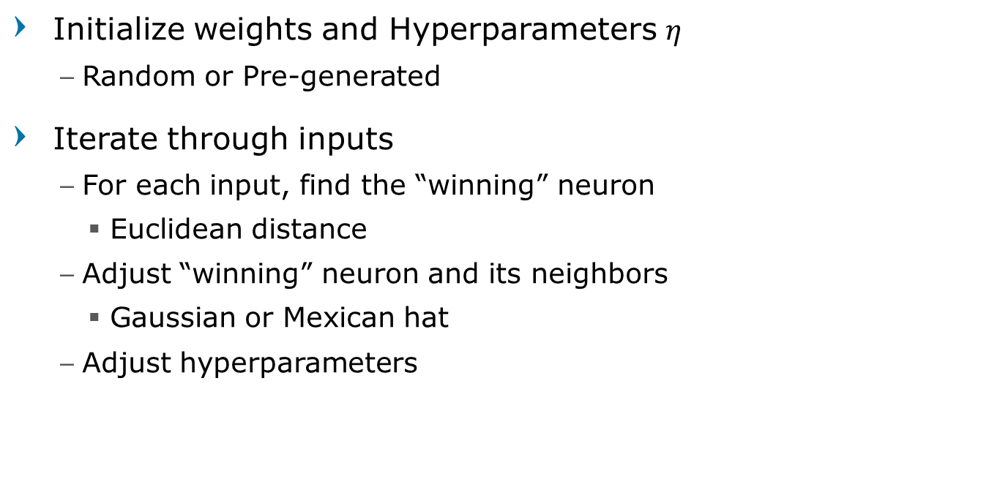 Initialize weights and Hyperparameters η
– Random or Pre-generated
Iterate through inputs
– For each input, find the “winning” neuron
▪ Euclidean distance
– Adjust “winning” neuron and its neighbors
▪ Gaussian or Mexican hat
– Adjust hyperparameters